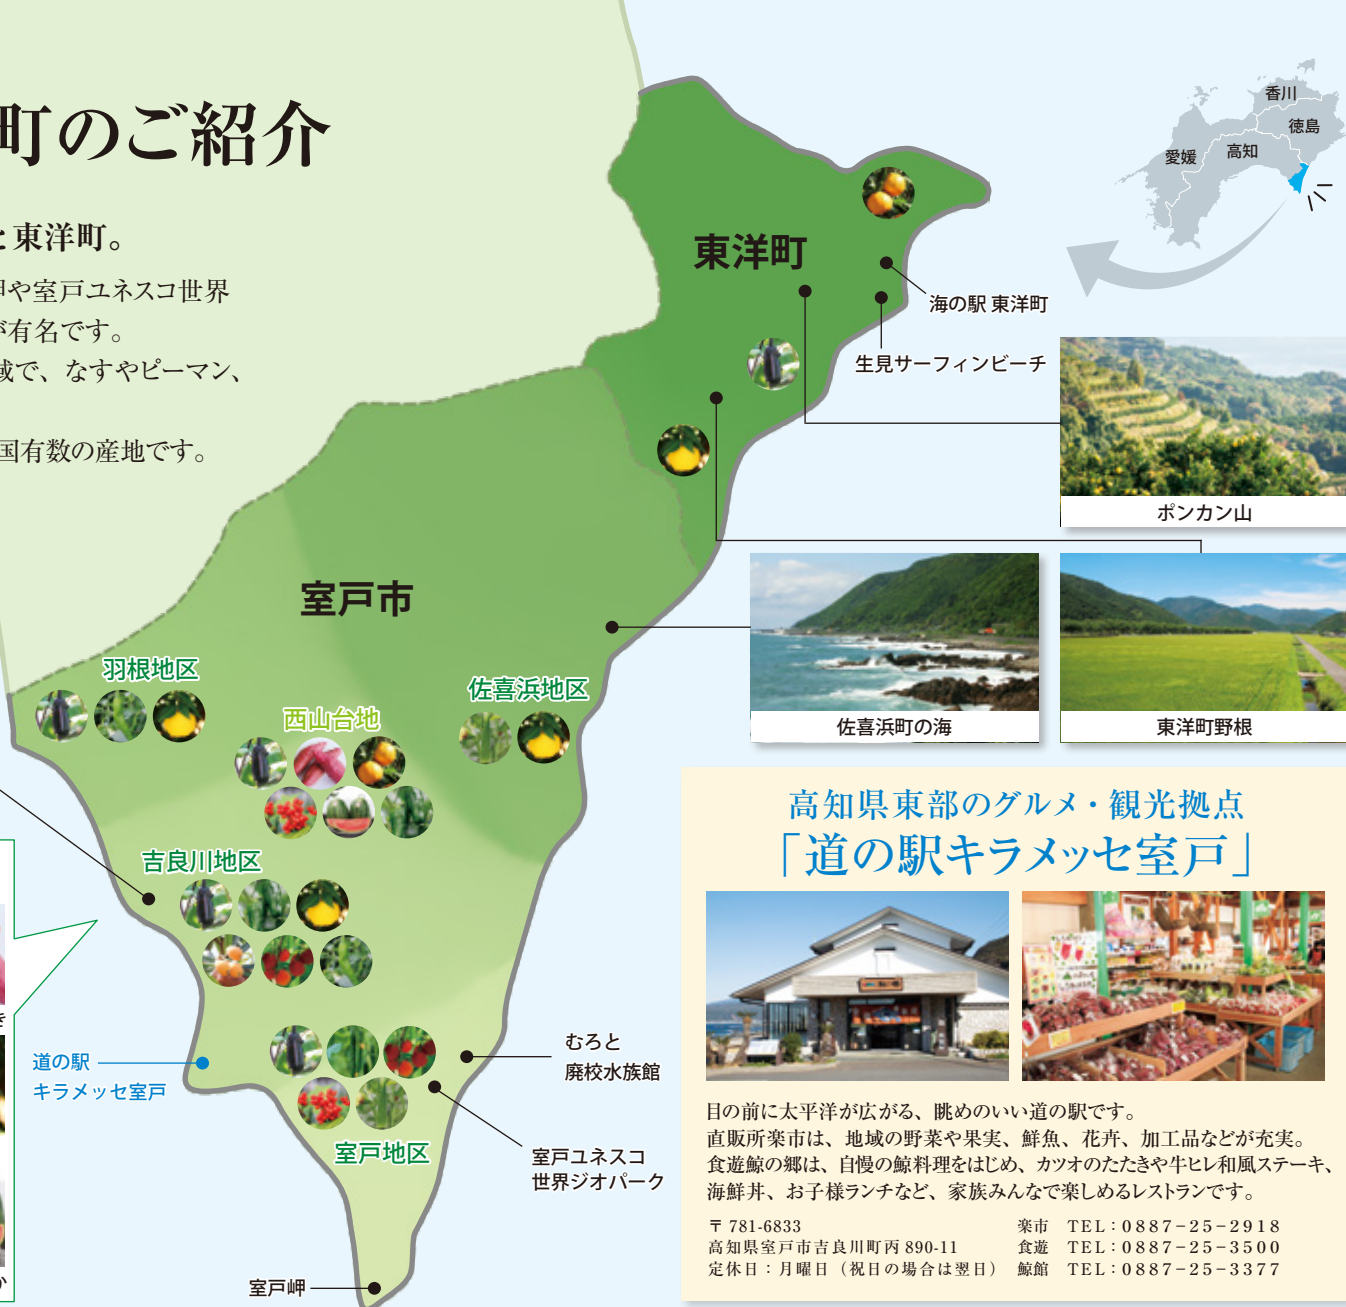 町のご紹介
と東洋町。
岬や室戸ユネスコ世界
が有名です。
域で、なすやピーマン、
国有数の産地です。
香川
徳島
愛媛
高知
東洋町
海の駅 東洋町
生見サーフィンビーチ
ポンカン山
室戸市
佐喜浜町の海
東洋町野根
羽根地区
佐喜浜地区
西山台地
吉良川地区
道の駅
キラメッセ室戸
むろと
廃校水族館
室戸ユネスコ
世界ジオパーク
室戸地区
室戸岬
高知県東部のグルメ・観光拠点
「道の駅キラメッセ室戸」
目の前に太平洋が広がる、眺めのいい道の駅です。
直販所楽市は、地域の野菜や果実、鮮魚、花卉、加工品などが充実。
食遊鯨の郷は、自慢の鯨料理をはじめ、カツオのたたきや牛ヒレ和風ステーキ、
海鮮丼、お子様ランチなど、家族みんなで楽しめるレストランです。
〒781-6833
高知県室戸市吉良川町丙890-11
定休日：月曜日（祝日の場合は翌日）
楽市 TEL：0887−25−2918
食遊 TEL：0887−25−3500
鯨館 TEL：0887−25−3377